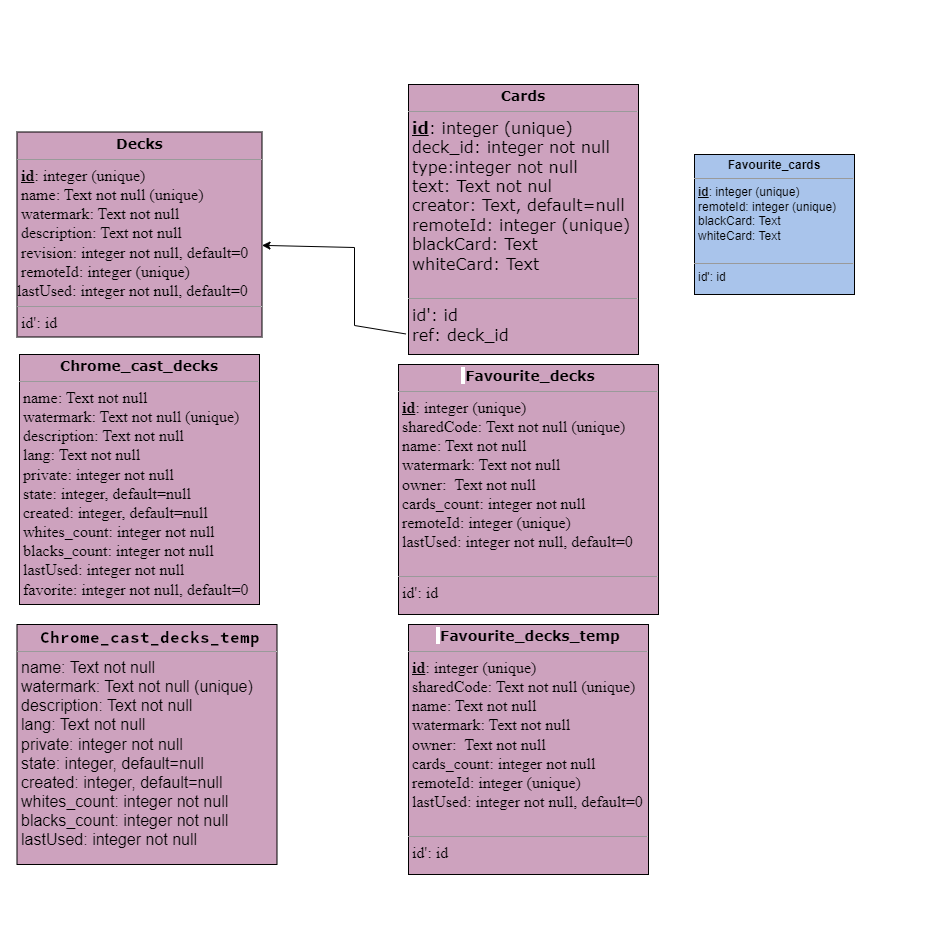 Decks
id: integer (unique)
name: Text not null (unique)
watermark: Text not null
description: Text not null
revision: integer not null, default=0
remoteId: integer (unique)
lastUsed: integer not null, default=0
id': id
Cards
id: integer (unique)
deck_id: integer not null
type:integer not null
text: Text not nul
creator: Text, default=null
remoteId: integer (unique)
blackCard: Text
whiteCard: Text
id': id
ref: deck_id
Favourite_cards
id: integer (unique)
remoteId: integer (unique)
blackCard: Text
whiteCard: Text
id': id
Chrome_cast_decks
name: Text not null
watermark: Text not null (unique)
description: Text not null
lang: Text not null
private: integer not null
state: integer, default=null
created: integer, default=null
whites_count: integer not null
blacks_count: integer not null
lastUsed: integer not null
favorite: integer not null, default=0
Favourite_decks
id: integer (unique)
sharedCode: Text not null (unique)
name: Text not null
watermark: Text not null
owner:  Text not null
cards_count: integer not null
remoteId: integer (unique)
lastUsed: integer not null, default=0
id': id
Chrome_cast_decks_temp
name: Text not null
watermark: Text not null (unique)
description: Text not null
lang: Text not null
private: integer not null
state: integer, default=null
created: integer, default=null
whites_count: integer not null
blacks_count: integer not null
lastUsed: integer not null
Favourite_decks_temp
id: integer (unique)
sharedCode: Text not null (unique)
name: Text not null
watermark: Text not null
owner:  Text not null
cards_count: integer not null
remoteId: integer (unique)
lastUsed: integer not null, default=0
id': id